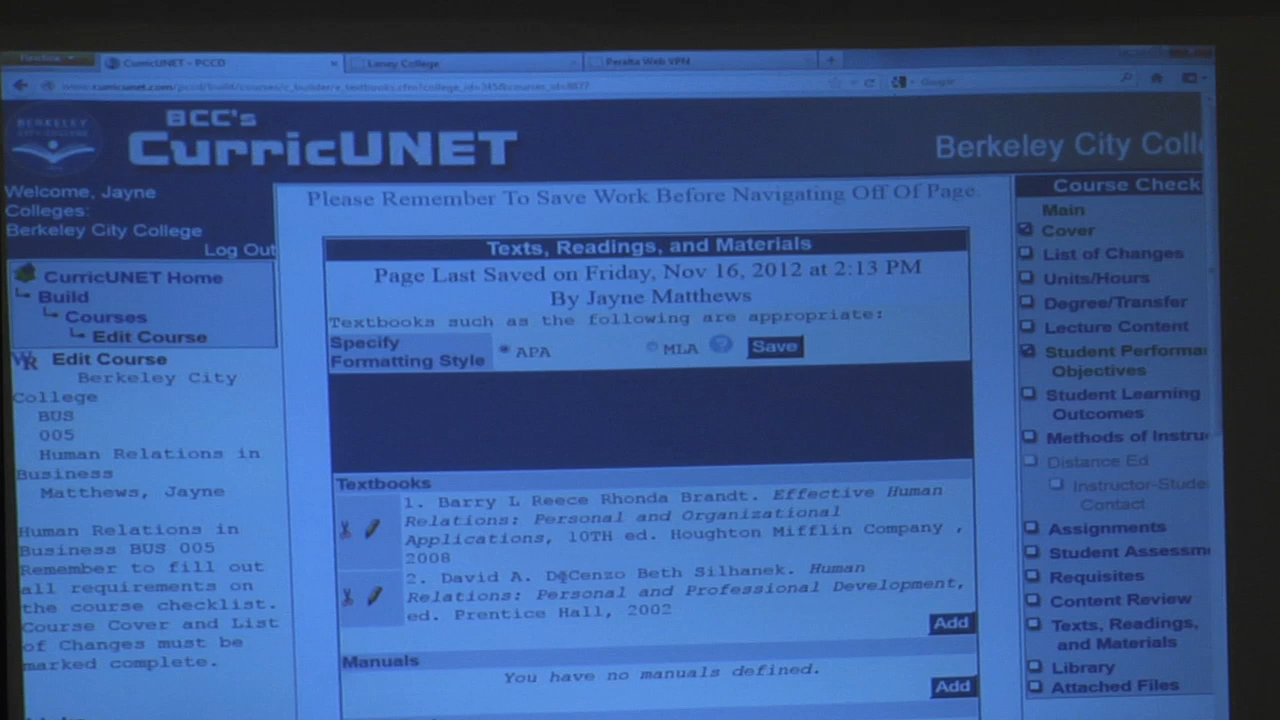 CurricUNET - PCCD
Laney College
Peralta Web VPN
Google
BERKELEY
CITY COLLEGE
BCC's
CurricUNET
Berkeley City Coll
Welcome, Jayne
Colleges:
Berkeley City College
Log Out
CurricUNET Home
Build
Courses
Edit Course
WR Edit Course
Berkeley City
College
BUS
005
Human Relations in
Business
Matthews, Jayne
Human Relations in
Business BUS 005
Remember to fill out
all requirements on
the course checklist.
Course Cover and List
of Changes must be
marked complete.
Please Remember To Save Work Before Navigating Off Of Page.
Texts, Readings, and Materials
Page Last Saved on Friday, Nov 16, 2012 at 2:13 PM
By Jayne Matthews
Textbooks such as the following are appropriate:
Specify
Formatting Style
APA
MLA
?
Save
Textbooks
1. Barry L Reece Rhonda Brandt. Effective Human
Relations: Personal and Organizational
Applications, 10TH ed. Houghton Mifflin Company ,
2008
2. David A. DeCenzo Beth Silhanek. Human
Relations: Personal and Professional Development,
ed. Prentice Hall, 2002
Add
Manuals
You have no manuals defined.
Add
Course Check
Main
Cover
List of Changes
Units/Hours
Degree/Transfer
Lecture Content
Student Performa
Objectives
Student Learning
Outcomes
Methods of Instru
Distance Ed
Instructor-Stude
Contact
Assignments
Student Assessm
Requisites
Content Review
Texts, Readings,
and Materials
Library
Attached Files